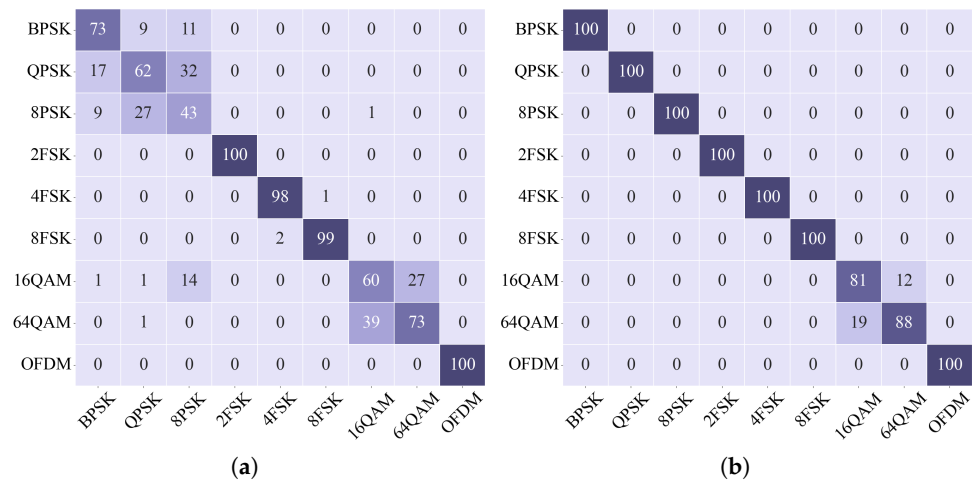 BPSK 73 9 11 0 0 0 0 0 0
QPSK 17 62 32 0 0 0 0 0 0
8PSK 9 27 43 0 0 0 1 0 0
2FSK 0 0 0 100 0 0 0 0 0
4FSK 0 0 0 0 98 1 0 0 0
8FSK 0 0 0 0 2 99 0 0 0
16QAM 1 1 14 0 0 0 60 27 0
64QAM 0 1 0 0 0 0 39 73 0
OFDM 0 0 0 0 0 0 0 0 100
BPSK QPSK 8PSK 2FSK 4FSK 8FSK 16QAM 64QAM OFDM
(a)
BPSK 100 0 0 0 0 0 0 0 0
QPSK 0 100 0 0 0 0 0 0 0
8PSK 0 0 100 0 0 0 0 0 0
2FSK 0 0 0 100 0 0 0 0 0
4FSK 0 0 0 0 100 0 0 0 0
8FSK 0 0 0 0 0 100 0 0 0
16QAM 0 0 0 0 0 0 81 12 0
64QAM 0 0 0 0 0 0 19 88 0
OFDM 0 0 0 0 0 0 0 0 100
BPSK QPSK 8PSK 2FSK 4FSK 8FSK 16QAM 64QAM OFDM
(b)